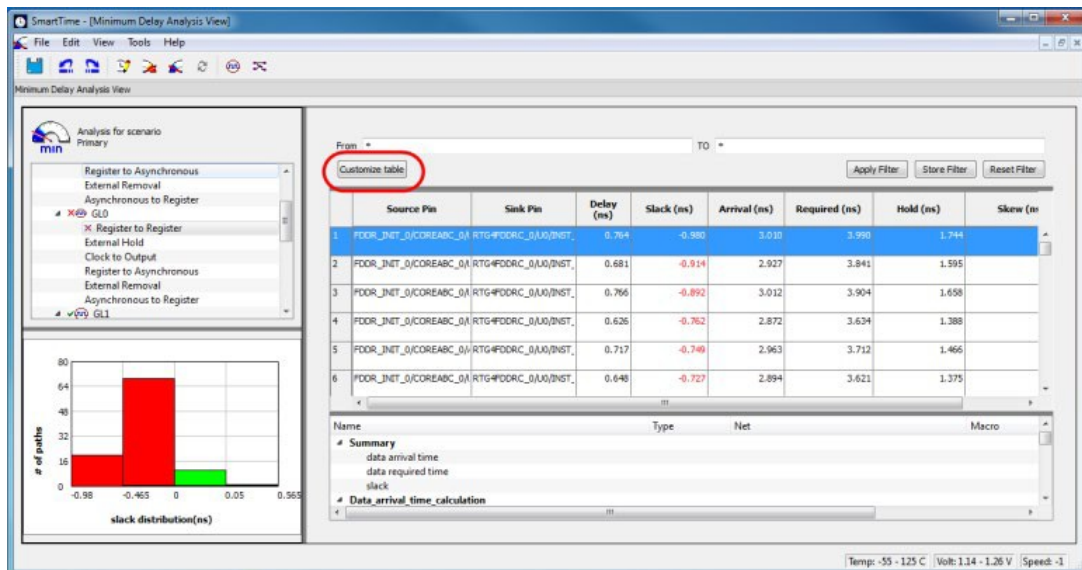 SmartTime - [Minimum Delay Analysis View]
File Edit View Tools Help
Minimum Delay Analysis View
Analysis for scenario
Primary
min
Register to Asynchronous
External Removal
Asynchronous to Register
GL0
Register to Register
External Hold
Clock to Output
Register to Asynchronous
External Removal
Asynchronous to Register
GL1
From * TO *
Customize table Apply Filter Store Filter Reset Filter
Source Pin Sink Pin Delay (ns) Slack (ns) Arrival (ns) Required (ns) Hold (ns) Skew (ns
1 FDDR_INIT_0/COREABC_0/ RTG4FDDRC_0/U0/INST_ 0.764 -0.980 3.010 3.990 1.744
2 FDDR_INIT_0/COREABC_0/ RTG4FDDRC_0/U0/INST_ 0.681 -0.914 2.927 3.841 1.595
3 FDDR_INIT_0/COREABC_0/ RTG4FDDRC_0/U0/INST_ 0.766 -0.892 3.012 3.904 1.658
4 FDDR_INIT_0/COREABC_0/ RTG4FDDRC_0/U0/INST_ 0.626 -0.762 2.872 3.634 1.388
5 FDDR_INIT_0/COREABC_0/ RTG4FDDRC_0/U0/INST_ 0.717 -0.749 2.963 3.712 1.466
6 FDDR_INIT_0/COREABC_0/ RTG4FDDRC_0/U0/INST_ 0.648 -0.727 2.894 3.621 1.375
Name Type Net Macro
Summary
data arrival time
data required time
slack
Data_arrival_time_calculation
# of paths
80
64
48
32
16
0
-0.98 -0.465 0 0.05 0.565
slack distribution(ns)
Temp: -55 - 125 C Volt: 1.14 - 1.26 V Speed: -1